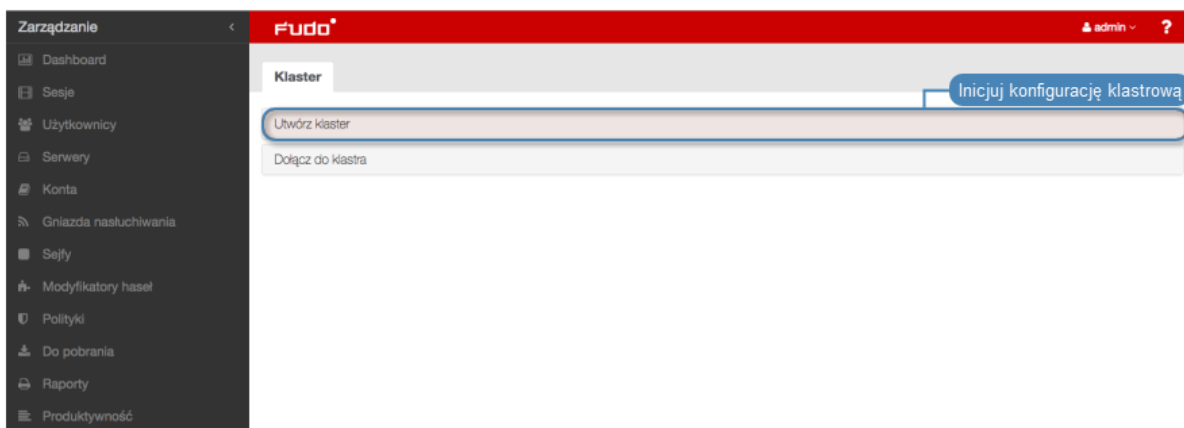 Zarządzanie
Fudo
admin
?
Dashboard
Sesje
Użytkownicy
Serwery
Konta
Gniazda nasłuchiwania
Sejfy
Modyfikatory haseł
Polityki
Do pobrania
Raporty
Produktywność
Klaster
Inicjuj konfigurację klastrową
Utwórz klaster
Dołącz do klastra